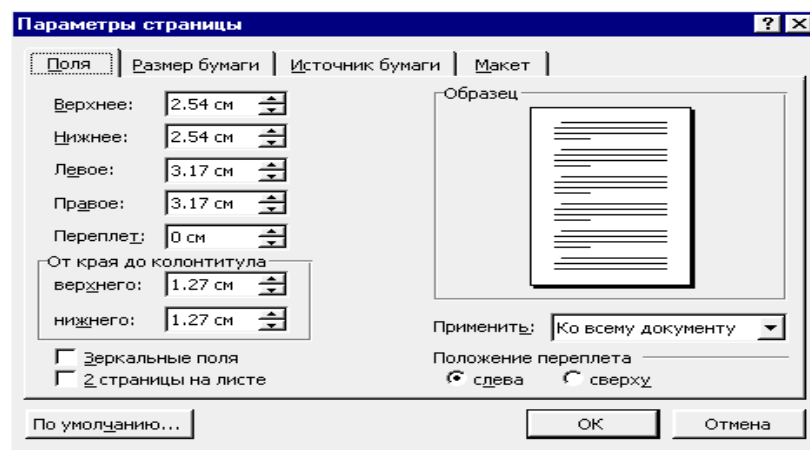 Параметры страницы
Поля Размер бумаги Источник бумаги Макет
Верхнее: 2.54 см
Нижнее: 2.54 см
Левое: 3.17 см
Правое: 3.17 см
Переплет: 0 см
От края до колонтитула
верхнего: 1.27 см
нижнего: 1.27 см
Зеркальные поля
2 страницы на листе
Образец
Применить: Ко всему документу
Положение переплета
слева сверху
По умолчанию... ОК Отмена